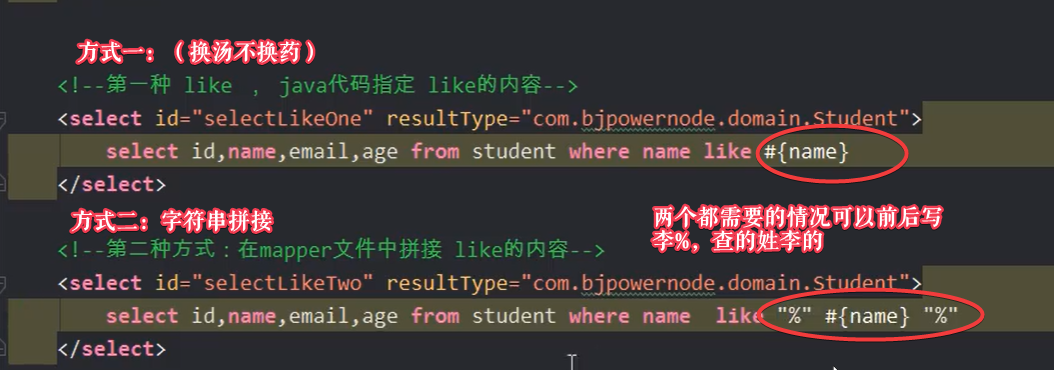 方式一：（换汤不换药）
<!--第一种 like ， java代码指定 like的内容-->
<select id="selectLikeOne" resultType="com.bjpowernode.domain.Student">
select id,name,email,age from student where name like #{name}
</select>
方式二：字符串拼接
两个都需要的情况可以前后写
李%，查的姓李的
<!--第二种方式：在mapper文件中拼接 like的内容-->
<select id="selectLikeTwo" resultType="com.bjpowernode.domain.Student">
select id,name,email,age from student where name  like "%" #{name} "%"
</select>